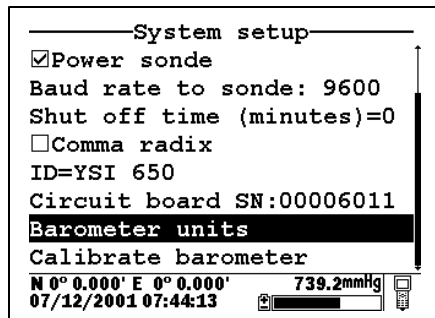 System setup
☑Power sonde
Baud rate to sonde: 9600
Shut off time (minutes)=0
☐Comma radix
ID=YSI 650
Circuit board SN:00006011
Barometer units
Calibrate barometer
N 0° 0.000' E 0° 0.000' 739.2mmHg
07/12/2001 07:44:13